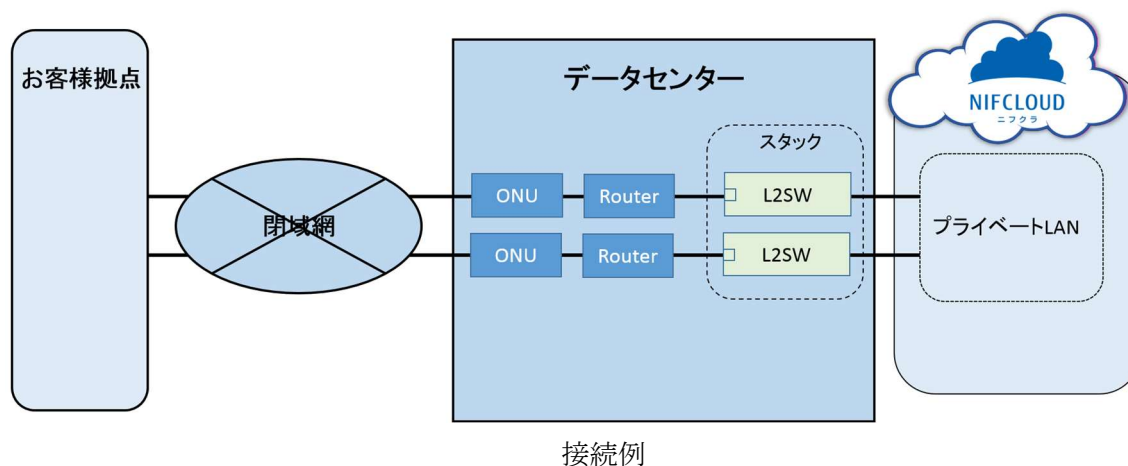 お客様拠点
閉域網
データセンター
スタック
ONU
Router
L2SW
ONU
Router
L2SW
NIFCLOUD
ニフクラ
プライベートLAN
接続例